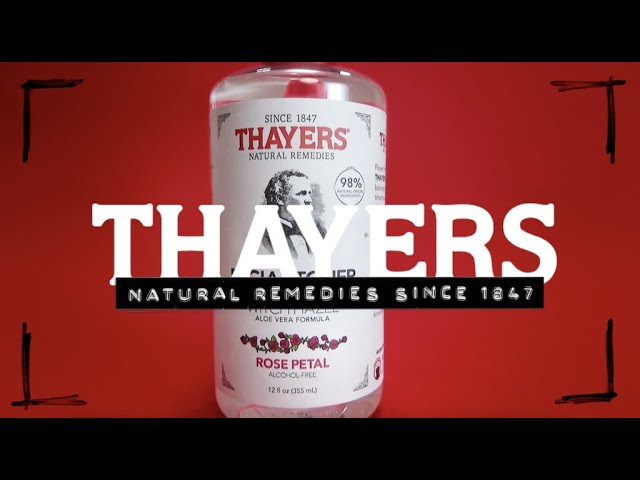 SINCE 1847
THAYERS
NATURAL REMEDIES
98%
THAYERS
NATURAL REMEDIES SINCE 1847
ALOE VERA FORMULA
ROSE PETAL
ALCOHOL-FREE
12 fl oz (355 mL)